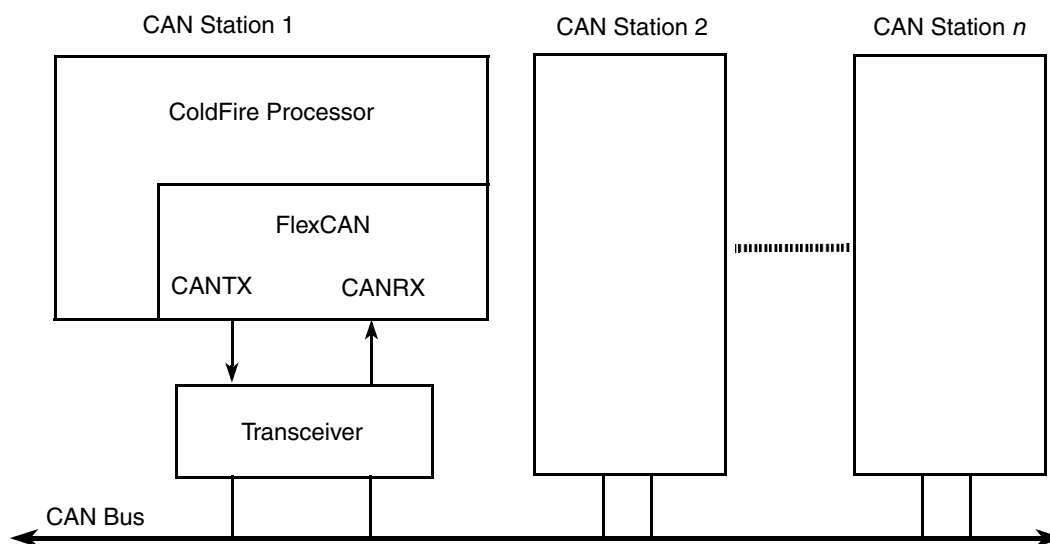 CAN Station 1
CAN Station 2
CAN Station n
ColdFire Processor
FlexCAN
CANTX
CANRX
Transceiver
CAN Bus